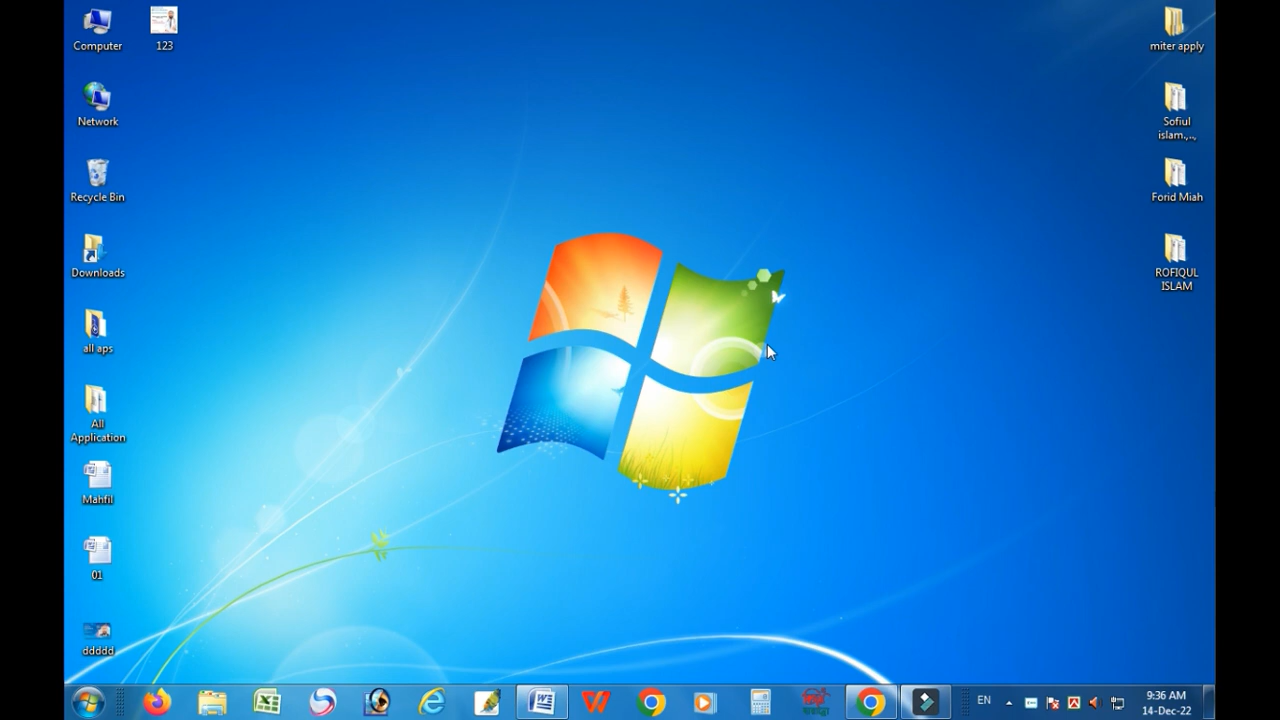 Computer
123
miter apply
Network
Sofiul
islam.,..,
Recycle Bin
Forid Miah
Downloads
ROFIQUL
ISLAM
all aps
All
Application
Mahfil
01
ddddd
EN
9:36 AM
14-Dec-22